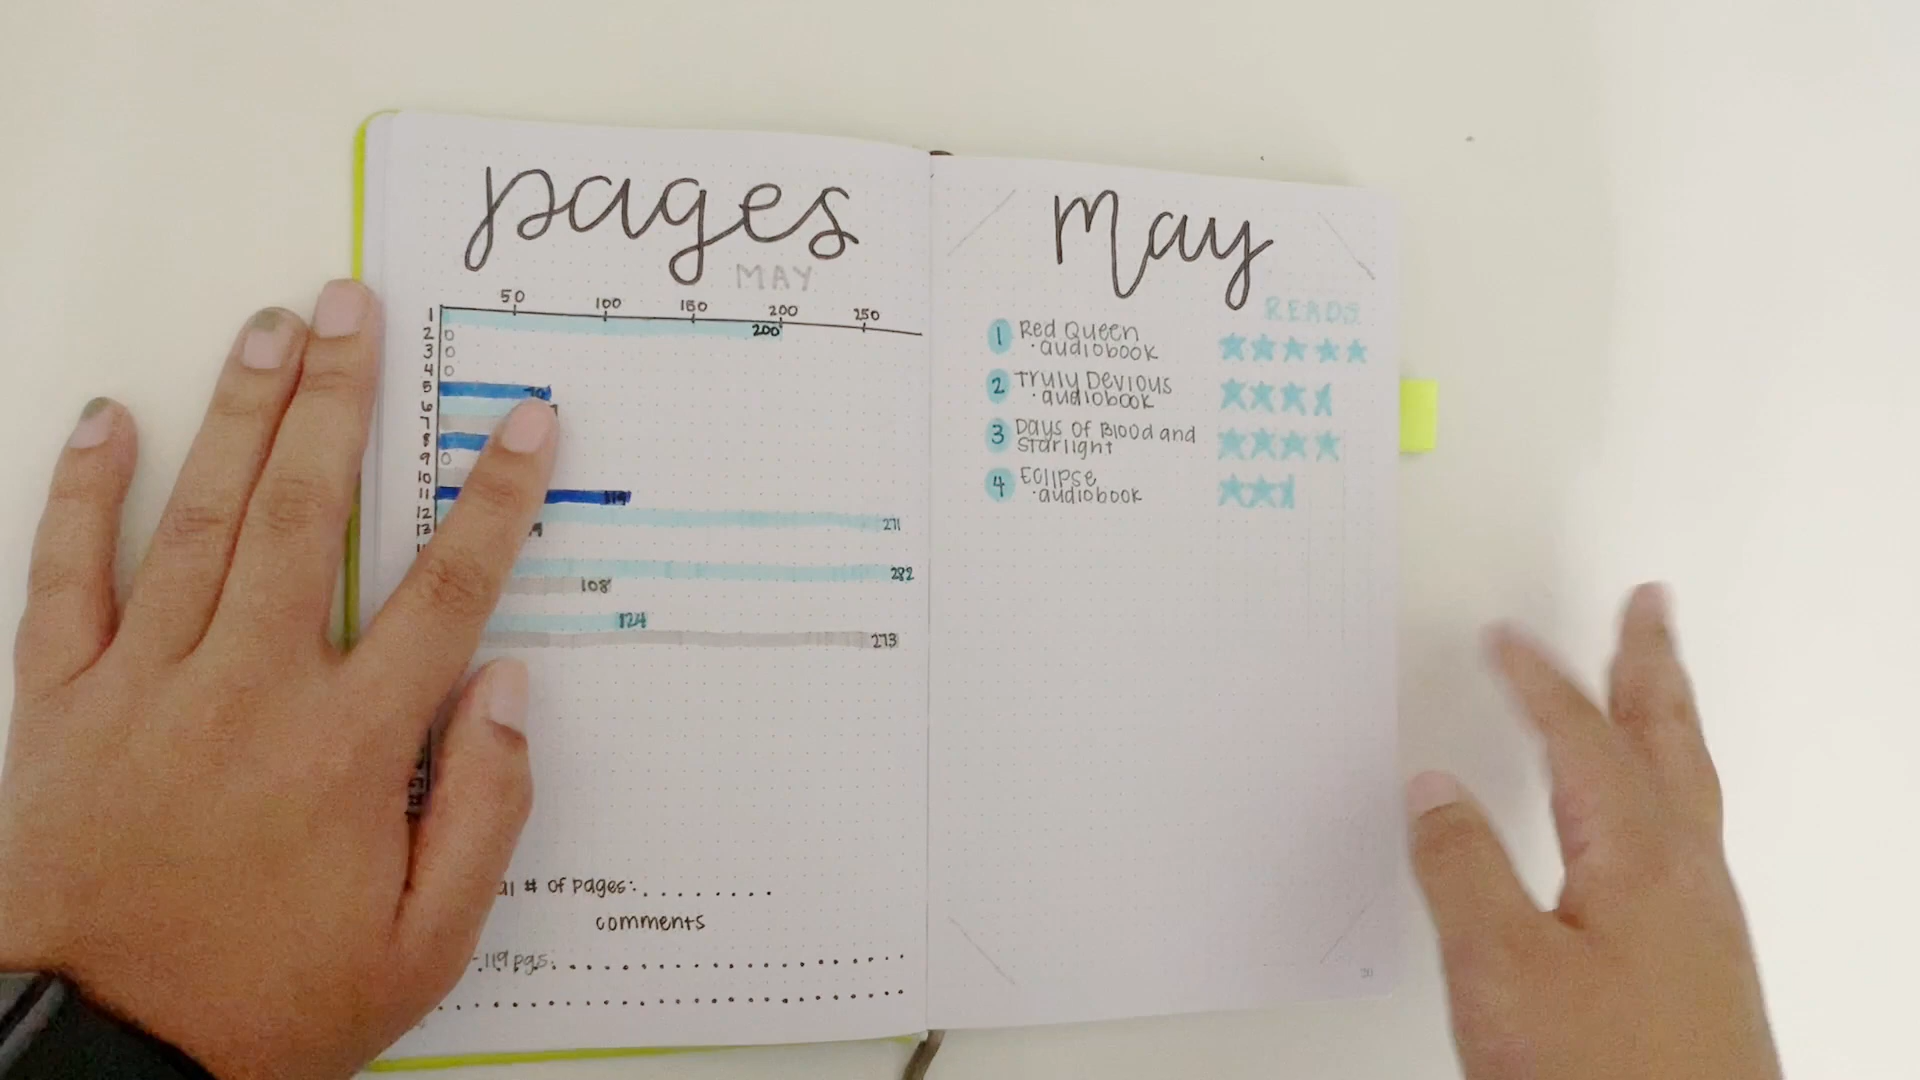 pages
MAY
50 100 150 200 250
1
200
2 0
3 0
4 0
5 70
6
7
8
9 0
10
11 119
12 271
13
282
108
124
273
# of pages:
comments
-119 pgs.
May
READS
1 Red Queen
·audiobook
2 Truly Devious
·audiobook
3 Days of Blood and
Starlight
4 Eclipse
·audiobook